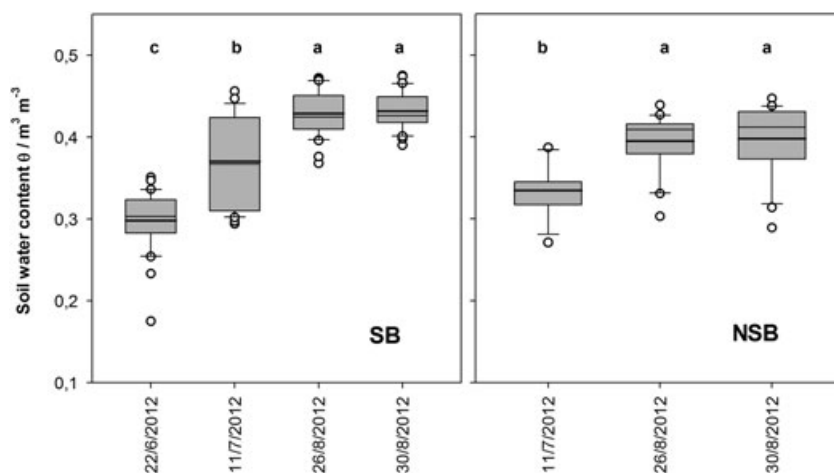 Soil water content θ / m³ m⁻³
0,5
0,4
0,3
0,2
0,1
c b a a
SB
22/6/2012
11/7/2012
26/8/2012
30/8/2012
b a a
NSB
11/7/2012
26/8/2012
30/8/2012